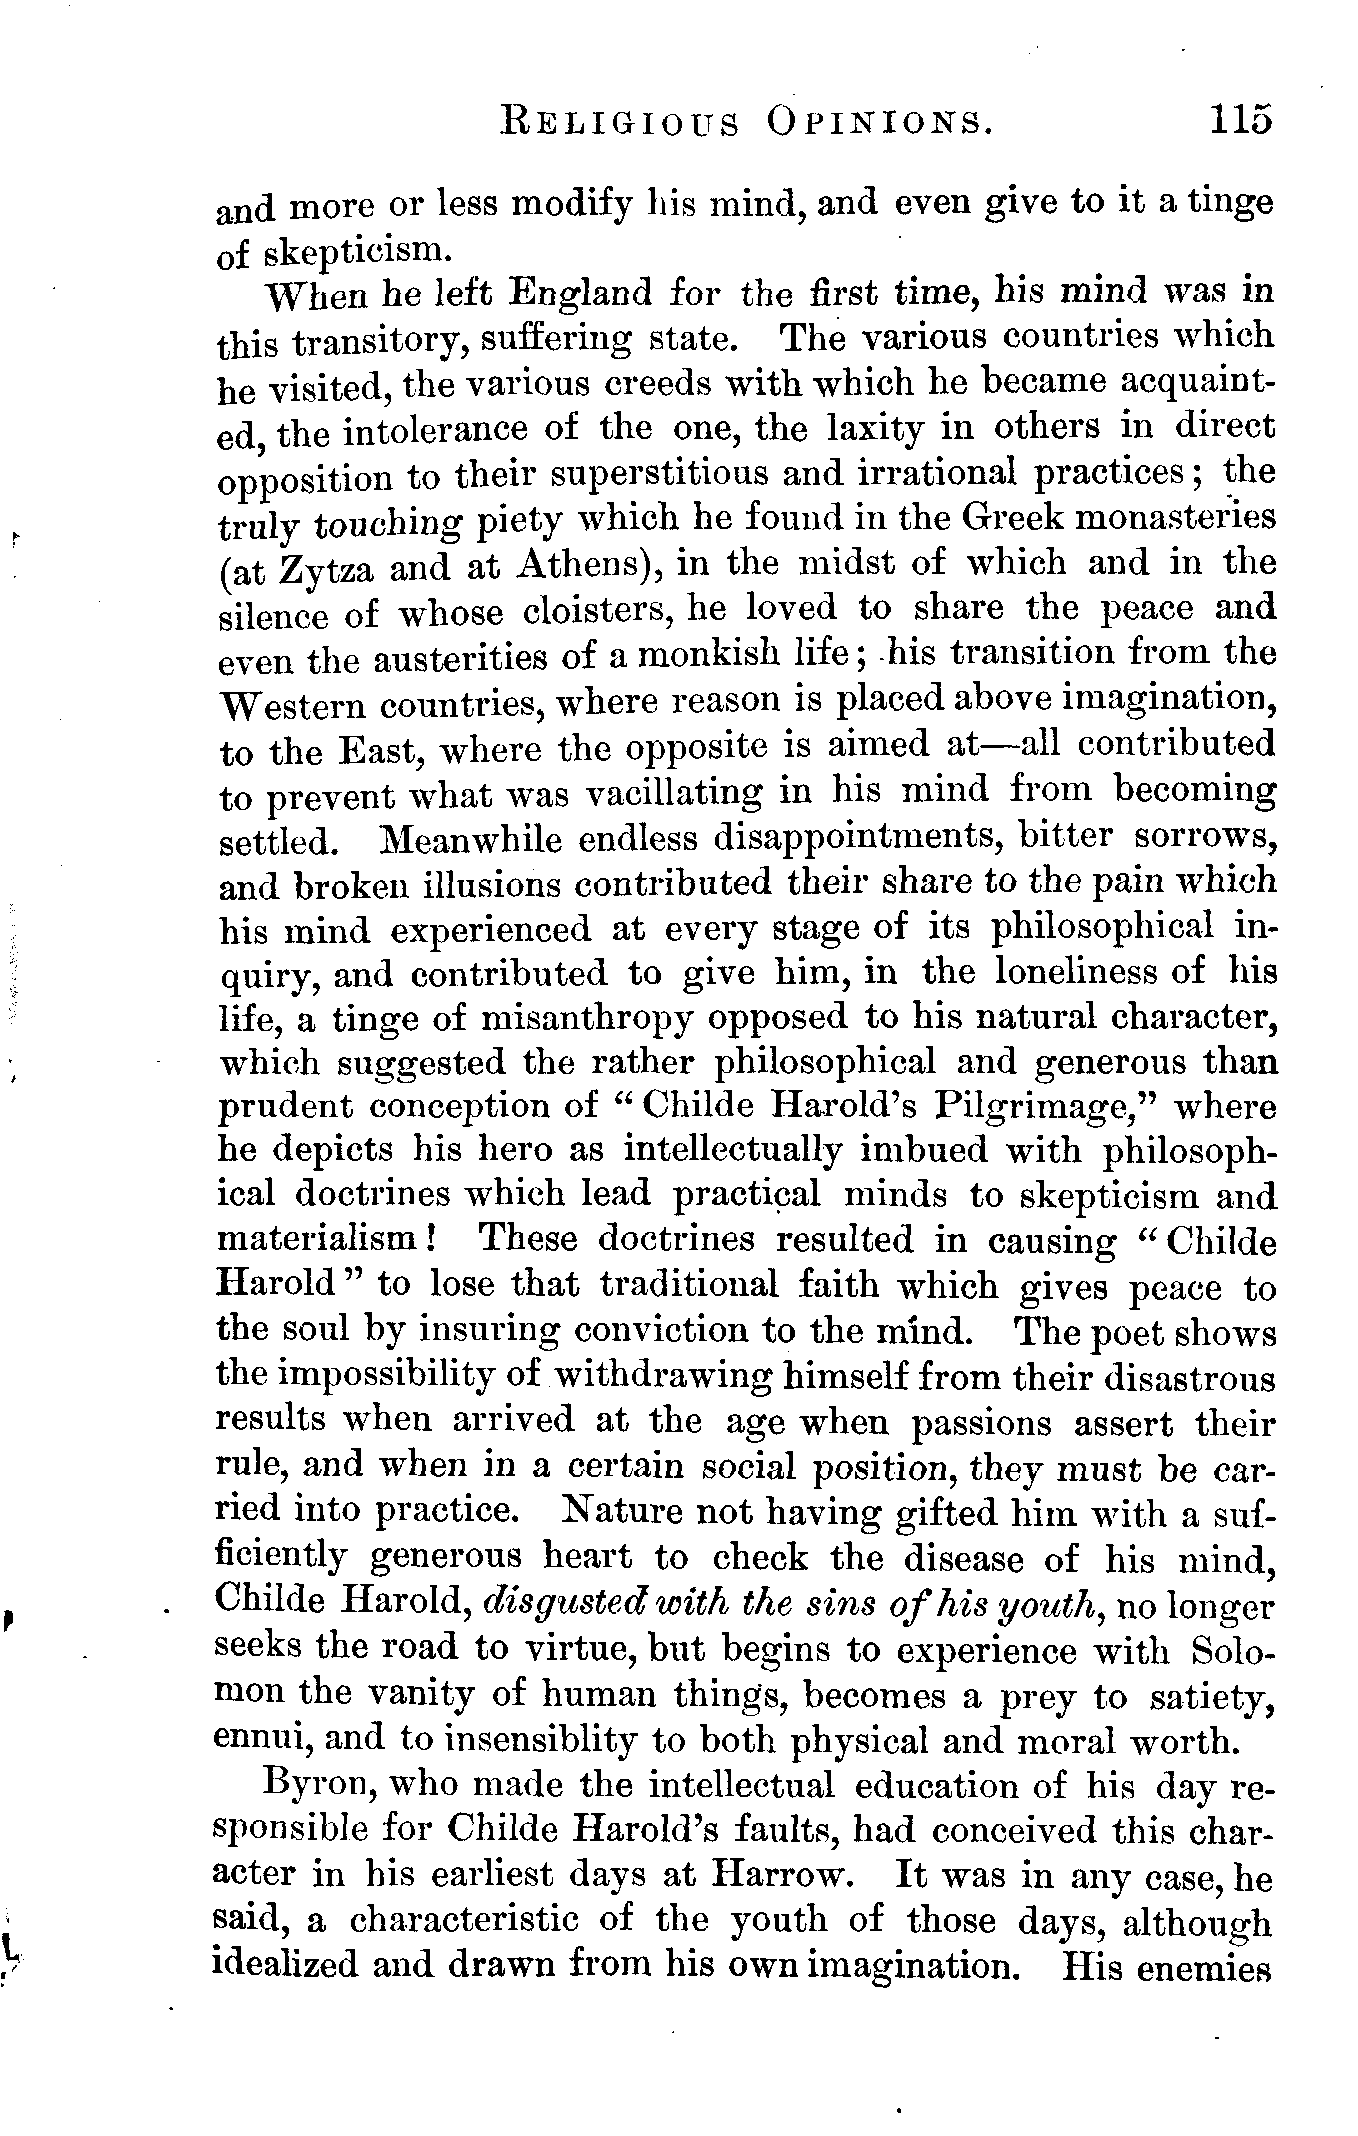 RELIGIOUS OPINIONS. 115
and more or less modify his mind, and even give to it a tinge
of skepticism.
When he left England for the first time, his mind was in
this transitory, suffering state. The various countries which
he visited, the various creeds with which he became acquaint-
ed, the intolerance of the one, the laxity in others in direct
opposition to their superstitious and irrational practices; the
truly touching piety which he found in the Greek monasteries
(at Zytza and at Athens), in the midst of which and in the
silence of whose cloisters, he loved to share the peace and
even the austerities of a monkish life; his transition from the
Western countries, where reason is placed above imagination,
to the East, where the opposite is aimed at—all contributed
to prevent what was vacillating in his mind from becoming
settled. Meanwhile endless disappointments, bitter sorrows,
and broken illusions contributed their share to the pain which
his mind experienced at every stage of its philosophical in-
quiry, and contributed to give him, in the loneliness of his
life, a tinge of misanthropy opposed to his natural character,
which suggested the rather philosophical and generous than
prudent conception of "Childe Harold's Pilgrimage," where
he depicts his hero as intellectually imbued with philosoph-
ical doctrines which lead practical minds to skepticism and
materialism! These doctrines resulted in causing "Childe
Harold" to lose that traditional faith which gives peace to
the soul by insuring conviction to the mind. The poet shows
the impossibility of withdrawing himself from their disastrous
results when arrived at the age when passions assert their
rule, and when in a certain social position, they must be car-
ried into practice. Nature not having gifted him with a suf-
ficiently generous heart to check the disease of his mind,
Childe Harold, disgusted with the sins of his youth, no longer
seeks the road to virtue, but begins to experience with Solo-
mon the vanity of human things, becomes a prey to satiety,
ennui, and to insensiblity to both physical and moral worth.
Byron, who made the intellectual education of his day re-
sponsible for Childe Harold's faults, had conceived this char-
acter in his earliest days at Harrow. It was in any case, he
said, a characteristic of the youth of those days, although
idealized and drawn from his own imagination. His enemies